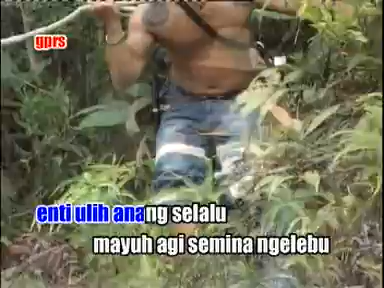 gprs
enti ulih anang selalu
mayuh agi semina ngelebu